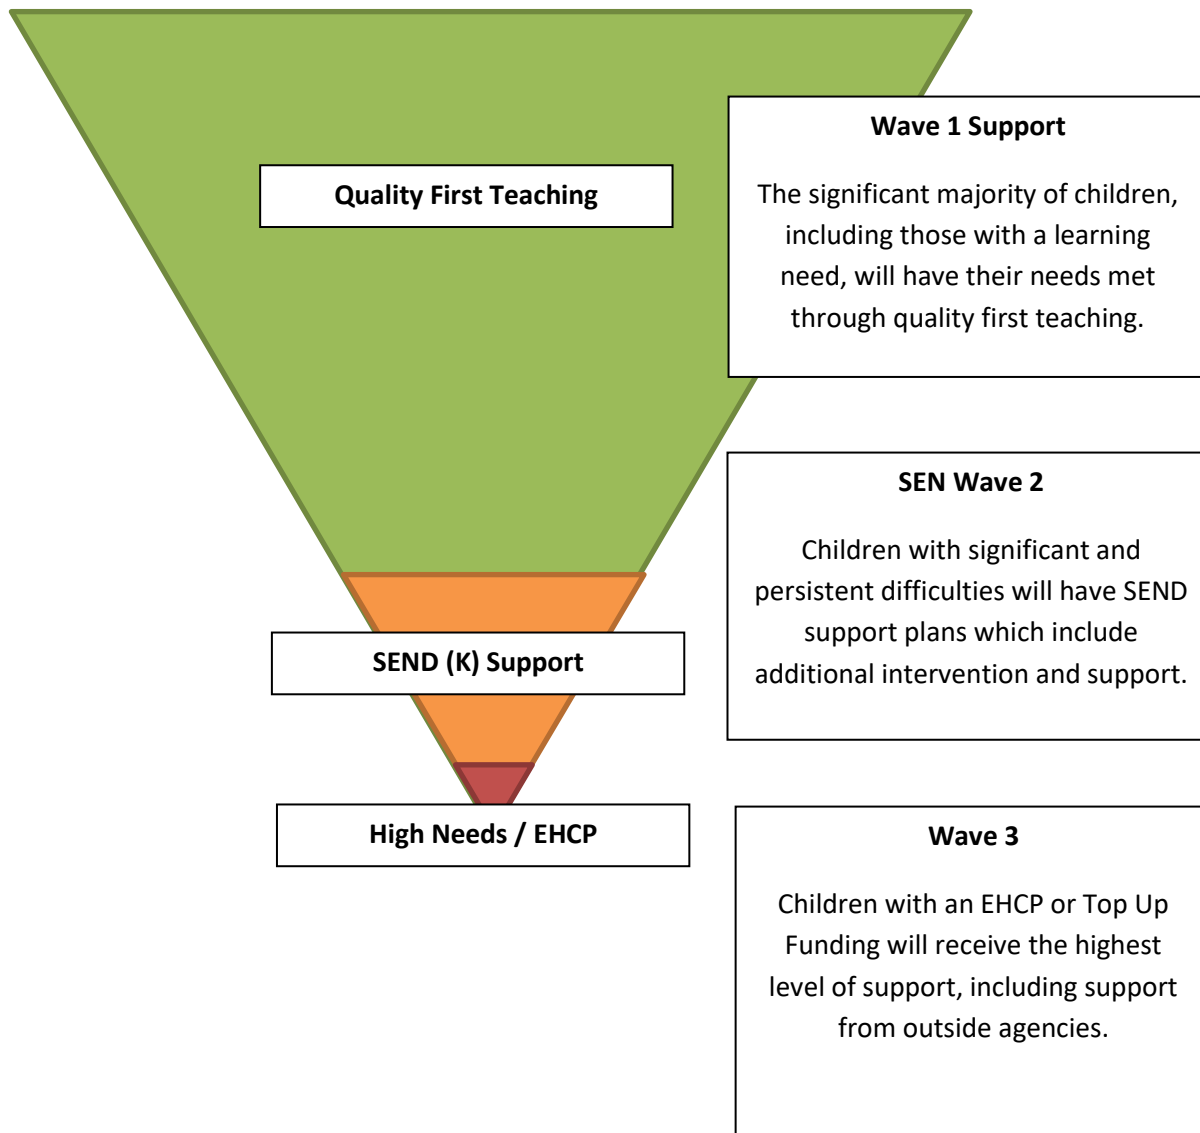 Quality First Teaching
Wave 1 Support
The significant majority of children,
including those with a learning
need, will have their needs met
through quality first teaching.
SEND (K) Support
SEN Wave 2
Children with significant and
persistent difficulties will have SEND
support plans which include
additional intervention and support.
High Needs / EHCP
Wave 3
Children with an EHCP or Top Up
Funding will receive the highest
level of support, including support
from outside agencies.